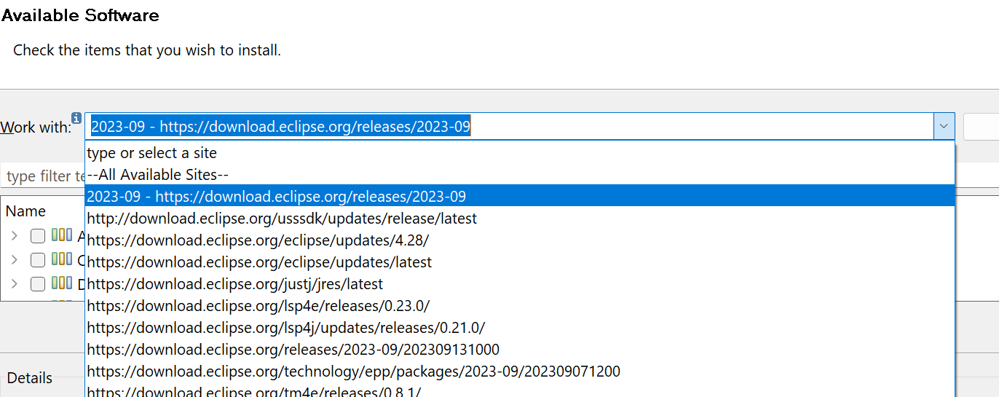 Available Software
Check the items that you wish to install.
Work with:
2023-09 - https://download.eclipse.org/releases/2023-09
type or select a site
--All Available Sites--
2023-09 - https://download.eclipse.org/releases/2023-09
http://download.eclipse.org/usssdk/updates/release/latest
https://download.eclipse.org/eclipse/updates/4.28/
https://download.eclipse.org/eclipse/updates/latest
https://download.eclipse.org/justj/jres/latest
https://download.eclipse.org/lsp4e/releases/0.23.0/
https://download.eclipse.org/lsp4j/updates/releases/0.21.0/
https://download.eclipse.org/releases/2023-09/202309131000
https://download.eclipse.org/technology/epp/packages/2023-09/202309071200
https://download.eclipse.org/tm4e/releases/0.8.1/
type filter te
Name
A
C
D
Details